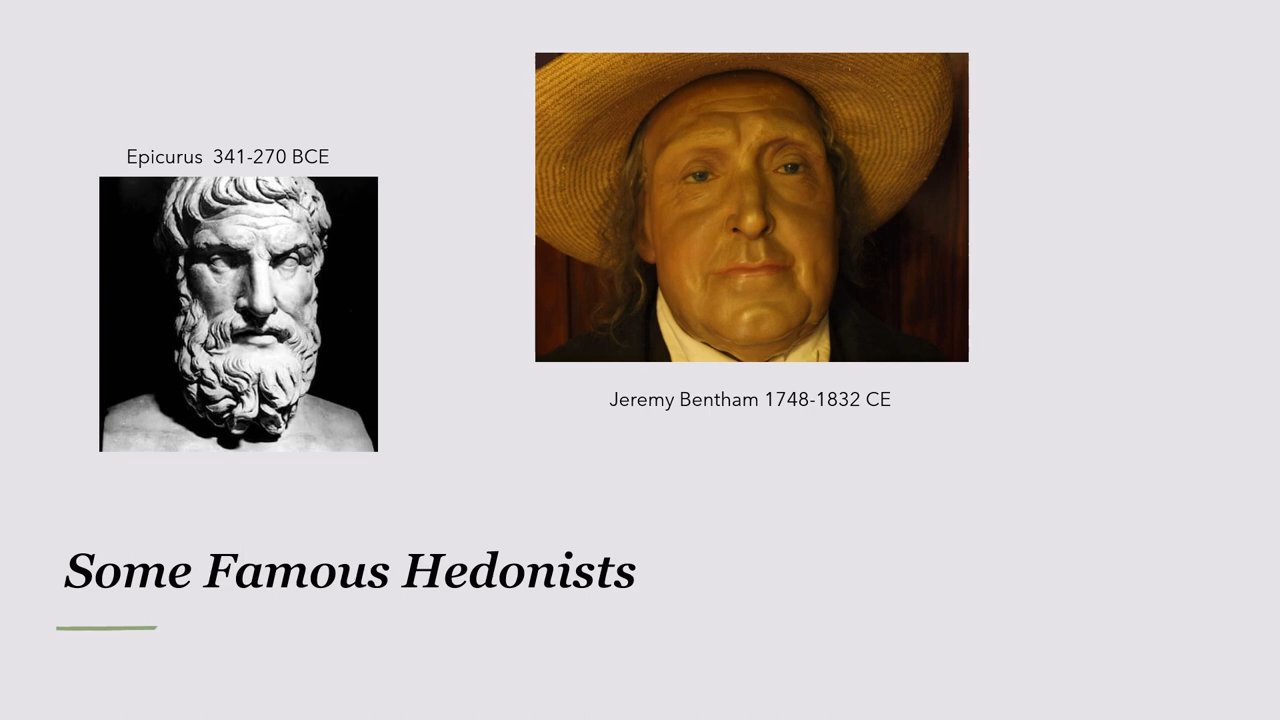 Epicurus  341-270 BCE
Jeremy Bentham 1748-1832 CE
Some Famous Hedonists